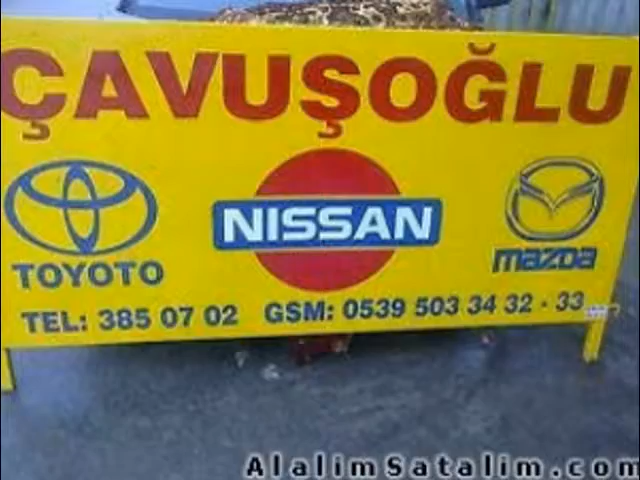 ÇAVUŞOĞLU
TOYOTO
NISSAN
mazda
TEL: 385 07 02 GSM: 0539 503 34 32 - 33
AlalimSatalim.com